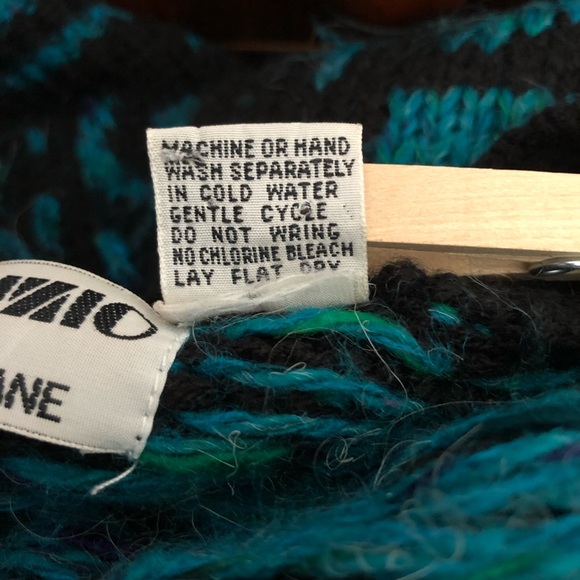 MACHINE OR HAND
WASH SEPARATELY
IN COLD WATER
GENTLE CYCLE
DO NOT WRING
NO CHLORINE BLEACH
LAY FLAT DRY